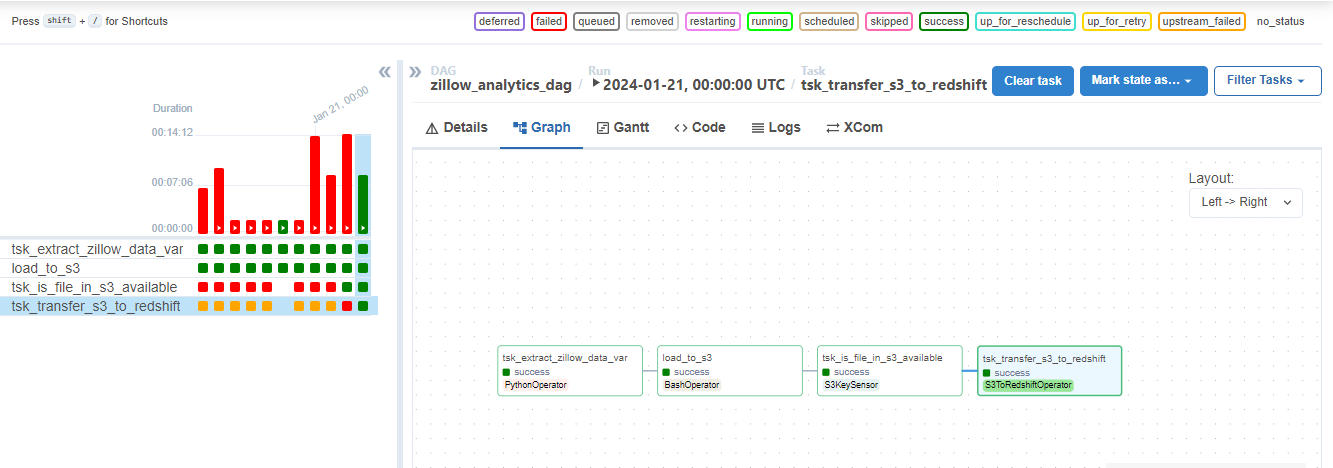 Press shift + / for Shortcuts
deferred failed queued removed restarting running scheduled skipped success up_for_reschedule up_for_retry upstream_failed no_status
DAG Run Task
zillow_analytics_dag / 2024-01-21, 00:00:00 UTC / tsk_transfer_s3_to_redshift
Clear task Mark state as… Filter Tasks
Details Graph Gantt Code Logs XCom
Layout:
Left -> Right
Jan 21, 00:00
Duration
00:14:12
00:07:06
00:00:00
tsk_extract_zillow_data_var
load_to_s3
tsk_is_file_in_s3_available
tsk_transfer_s3_to_redshift
tsk_extract_zillow_data_var
success
PythonOperator
load_to_s3
success
BashOperator
tsk_is_file_in_s3_available
success
S3KeySensor
tsk_transfer_s3_to_redshift
success
S3ToRedshiftOperator